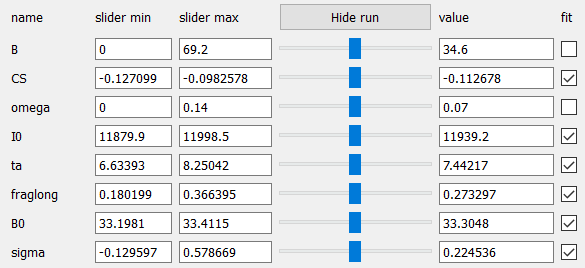 name slider min slider max Hide run value fit
B 0 69.2 34.6
CS -0.127099 -0.0982578 -0.112678
omega 0 0.14 0.07
I0 11879.9 11998.5 11939.2
ta 6.63393 8.25042 7.44217
fraglong 0.180199 0.366395 0.273297
B0 33.1981 33.4115 33.3048
sigma -0.129597 0.578669 0.224536